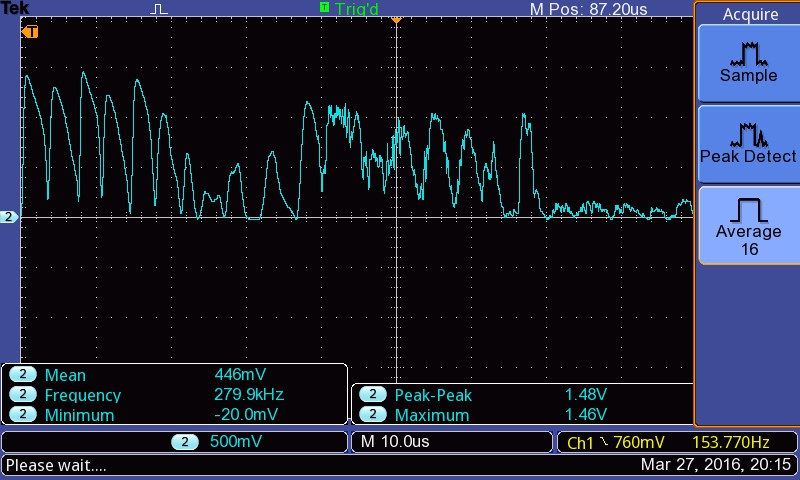 Tek Trig'd M Pos: 87.20us
T
2
Acquire
Sample
Peak Detect
Average
16
2 Mean 446mV
2 Frequency 279.9kHz
2 Minimum -20.0mV
2 Peak-Peak 1.48V
2 Maximum 1.46V
2 500mV M 10.0us Ch1 760mV 153.770Hz
Please wait.... Mar 27, 2016, 20:15